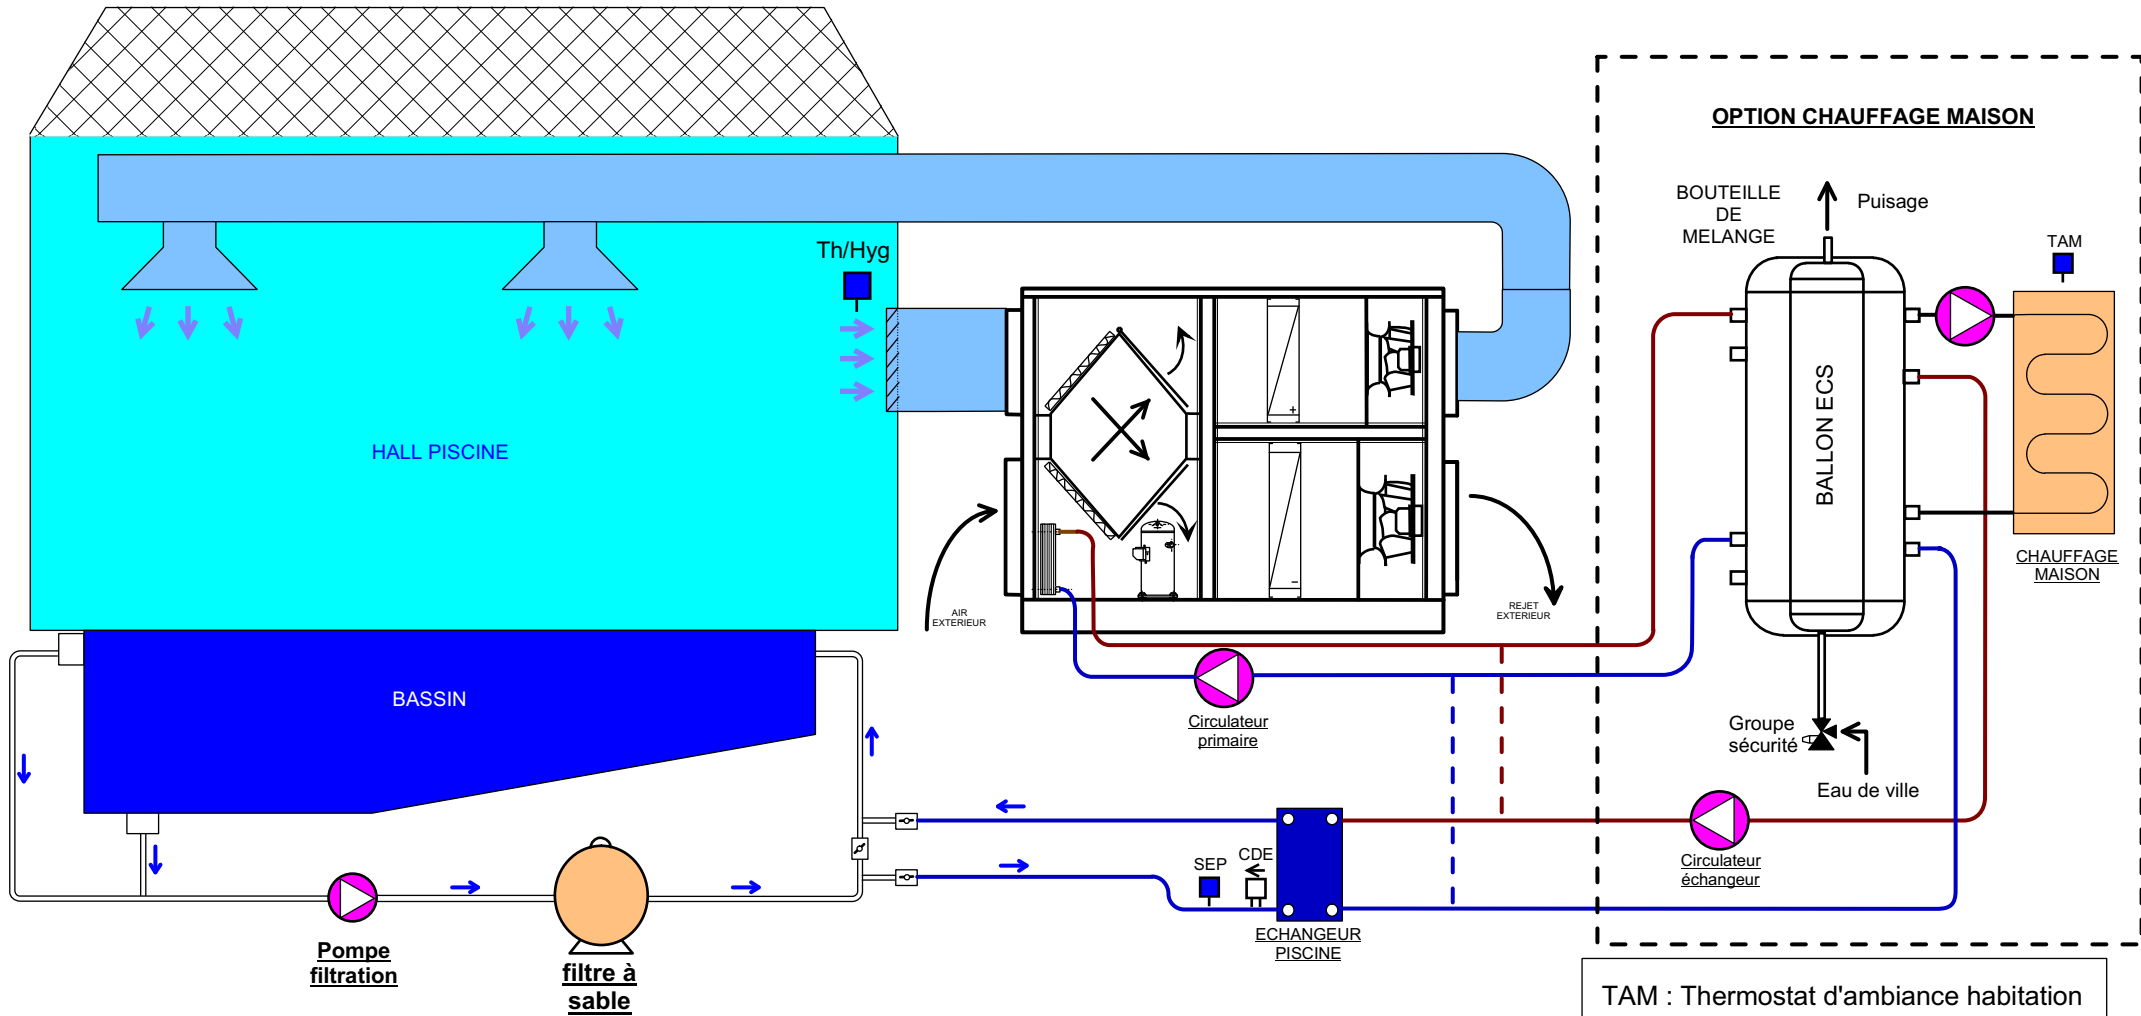 OPTION CHAUFFAGE MAISON
BOUTEILLE
DE
MELANGE
Puisage
TAM
Th/Hyg
BALLON ECS
HALL PISCINE
+
−
CHAUFFAGE
MAISON
AIR
EXTERIEUR
REJET
EXTERIEUR
BASSIN
Circulateur
primaire
Groupe
sécurité
Eau de ville
SEP
CDE
Circulateur
échangeur
ECHANGEUR
PISCINE
Pompe
filtration
filtre à
sable
TAM : Thermostat d'ambiance habitation